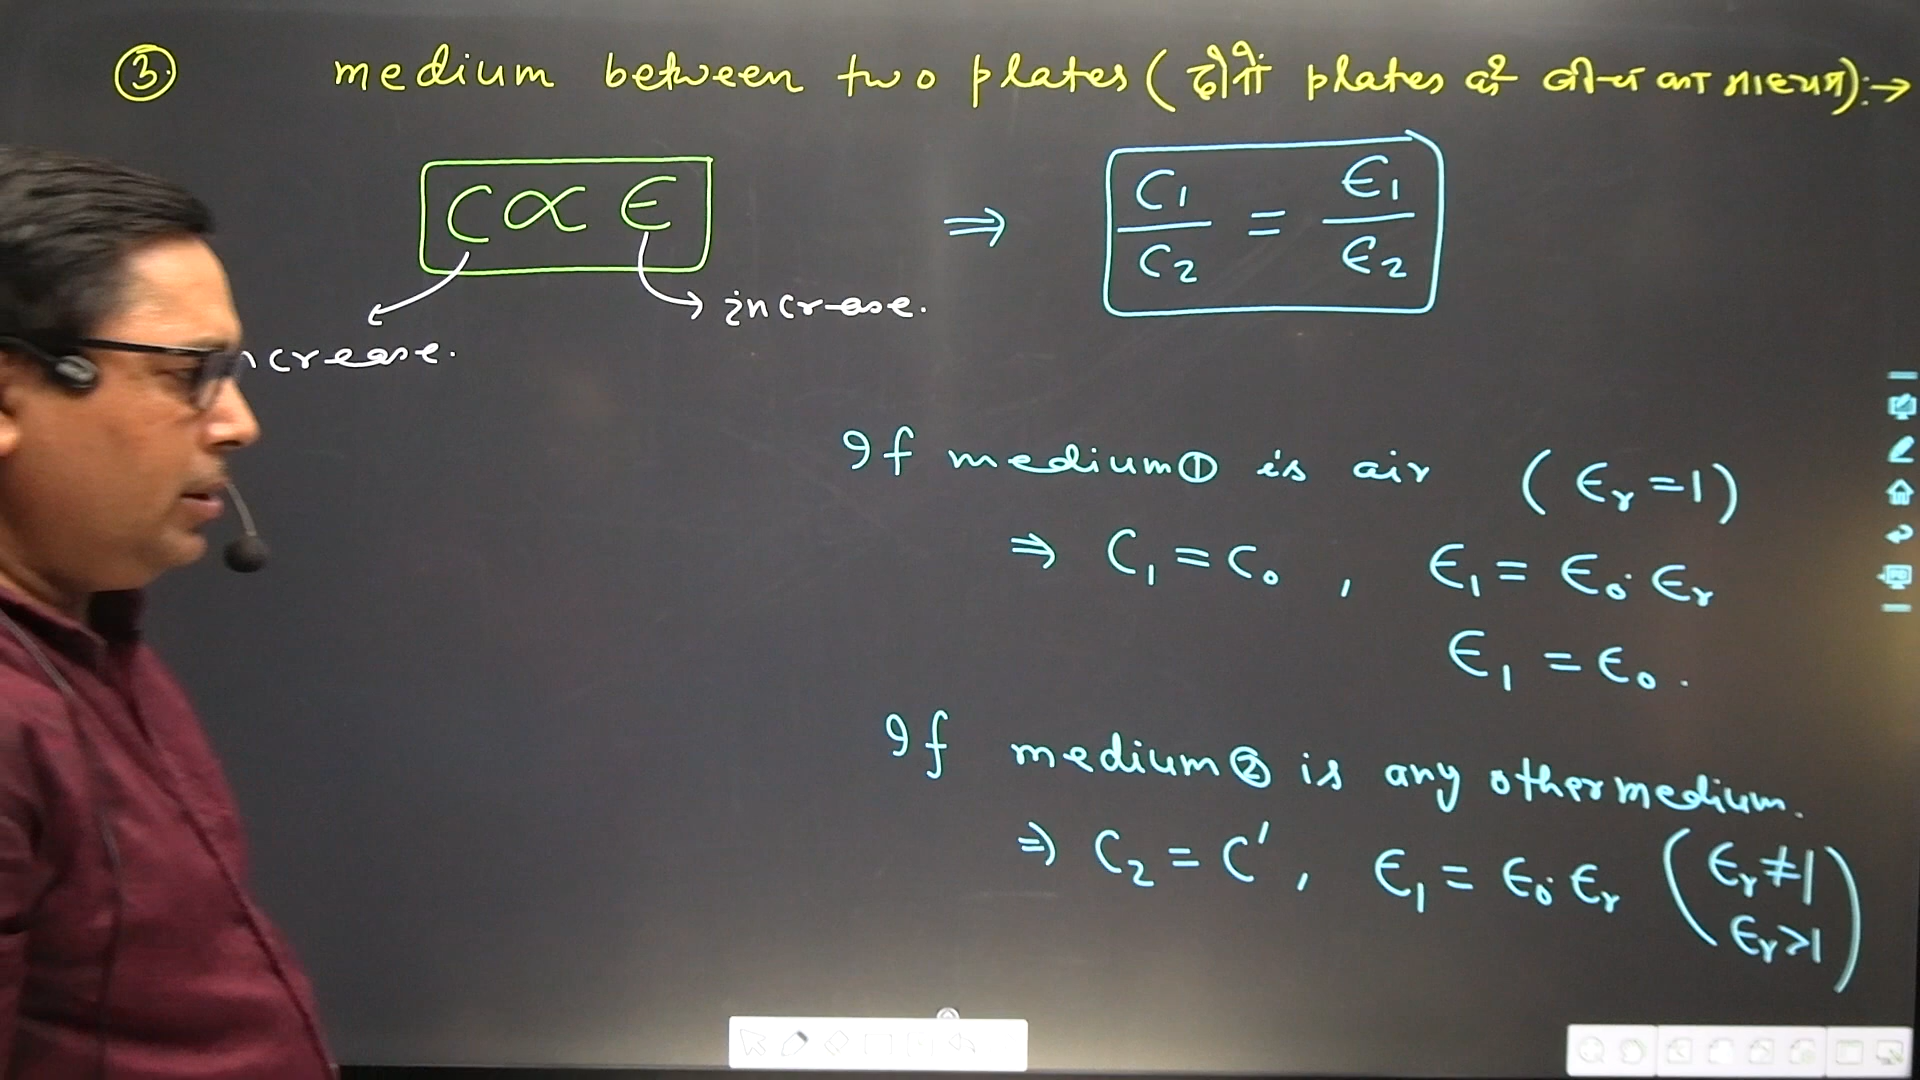 ③ medium between two plates (दोनों plates के बीच का माध्यम):→
C ∝ ∈ ⇒ C₁/C₂ = ∈₁/∈₂
increase.
ncrease.
If medium① is air (∈ᵣ=1)
⇒ C₁ = C₀ , ∈₁ = ∈₀·∈ᵣ
∈₁ = ∈₀.
If medium② is any other medium.
⇒ C₂ = C′, ∈₁ = ∈₀·∈ᵣ (∈ᵣ≠1
∈ᵣ>1)